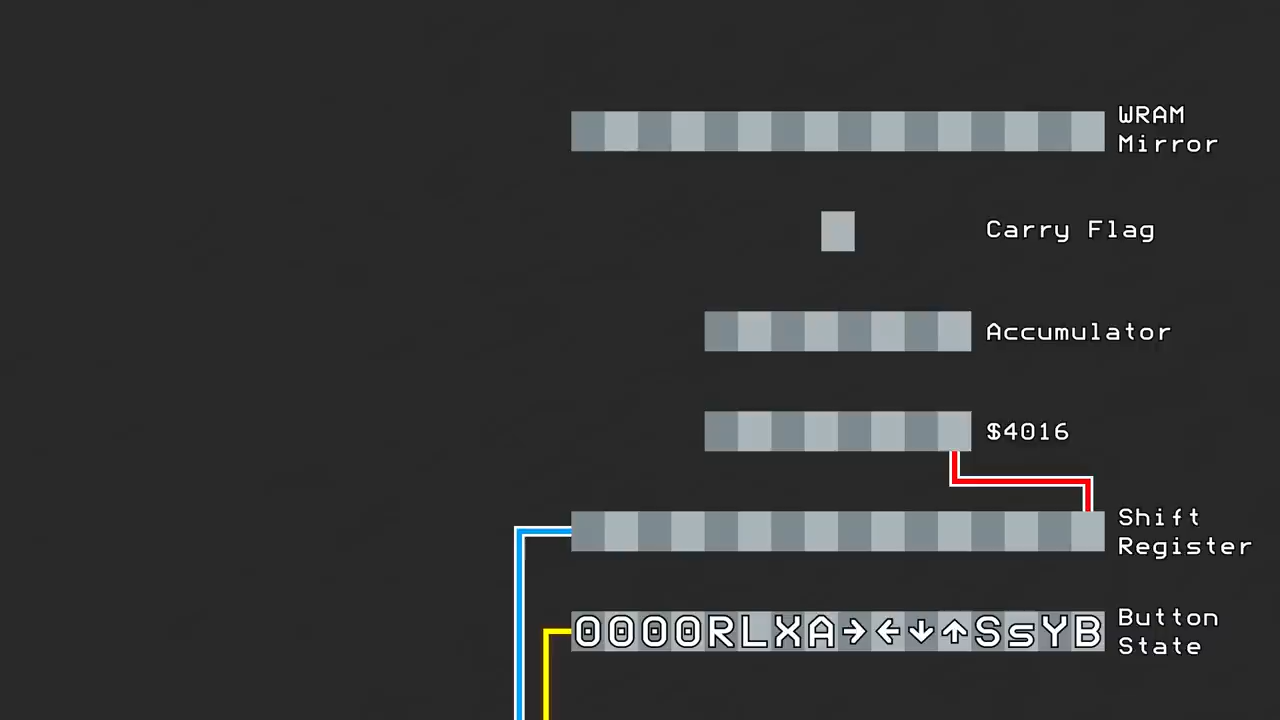 WRAM
Mirror
Carry Flag
Accumulator
$4016
Shift
Register
0000RLXA→←↓↑SsYB
Button
State